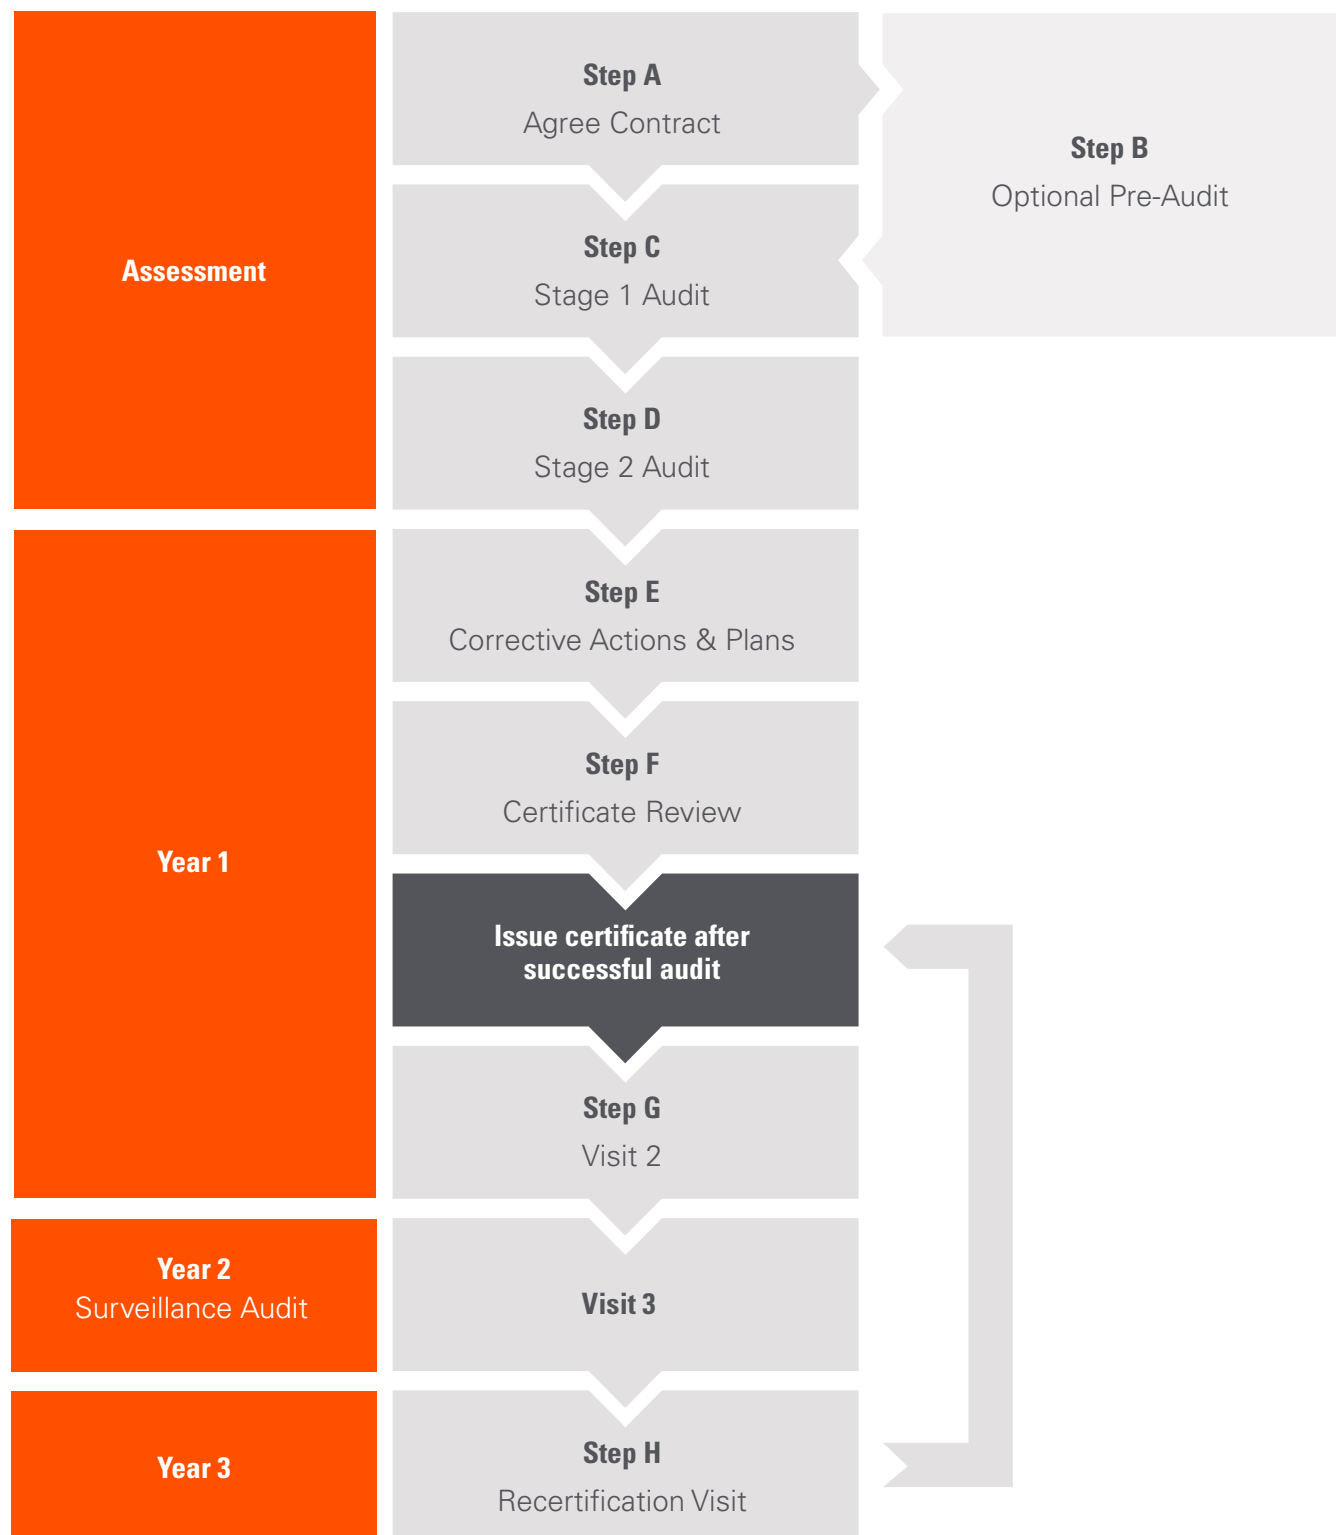 Assessment
Step A
Agree Contract
Step B
Optional Pre-Audit
Step C
Stage 1 Audit
Step D
Stage 2 Audit
Year 1
Step E
Corrective Actions & Plans
Step F
Certificate Review
Issue certificate after
successful audit
Step G
Visit 2
Year 2
Surveillance Audit
Visit 3
Year 3
Step H
Recertification Visit